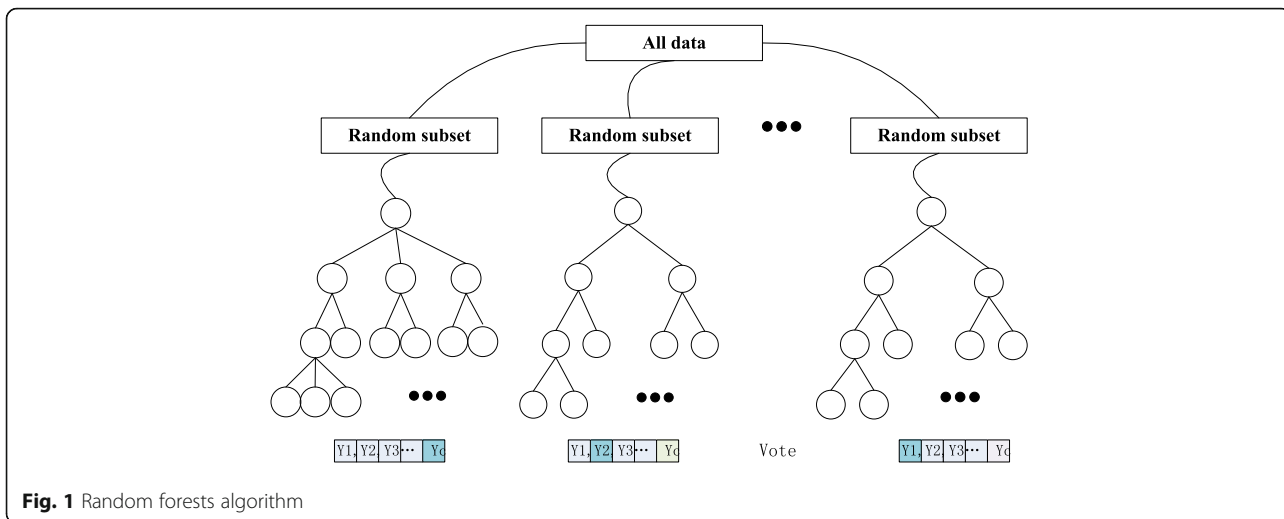 All data
Random subset
Random subset
Random subset
Y1, Y2, Y3 ··· Yc
Y1, Y2, Y3 ··· Yc
Vote
Y1, Y2, Y3 ··· Yc
Fig. 1 Random forests algorithm